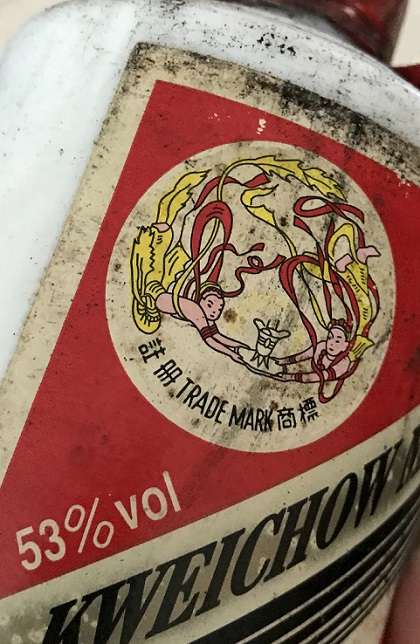 註冊 TRADE MARK 商標
53% vol
KWEICHOW